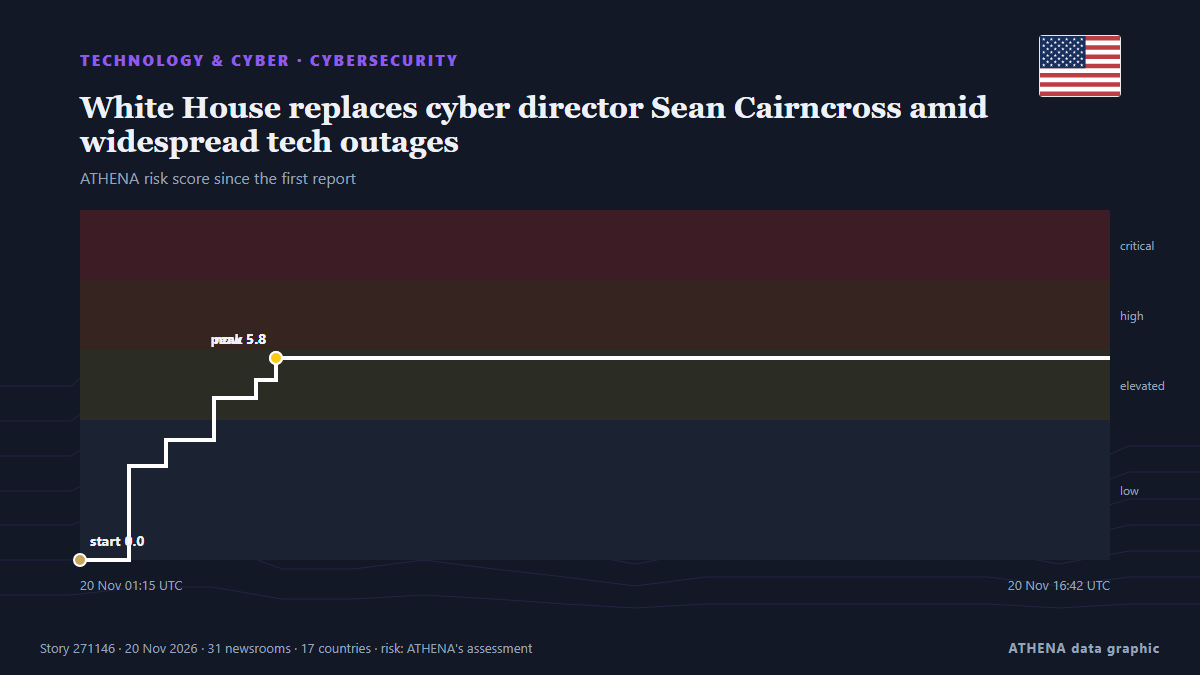 TECHNOLOGY & CYBER · CYBERSECURITY
White House replaces cyber director Sean Cairncross amid
widespread tech outages
ATHENA risk score since the first report
critical
high
peak 5.8
elevated
low
start 0.0
20 Nov 01:15 UTC
20 Nov 16:42 UTC
Story 271146 · 20 Nov 2026 · 31 newsrooms · 17 countries · risk: ATHENA's assessment
ATHENA data graphic